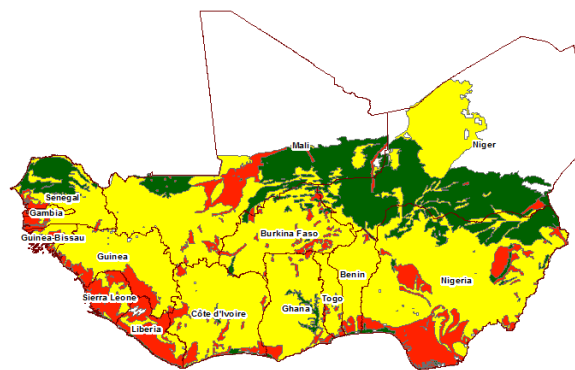 Mali
Niger
Senegal
Gambia
Guinea-Bissau
Burkina Faso
Guinea
Benin
Nigeria
Sierra Leone
Togo
Ghana
Côte d'Ivoire
Liberia